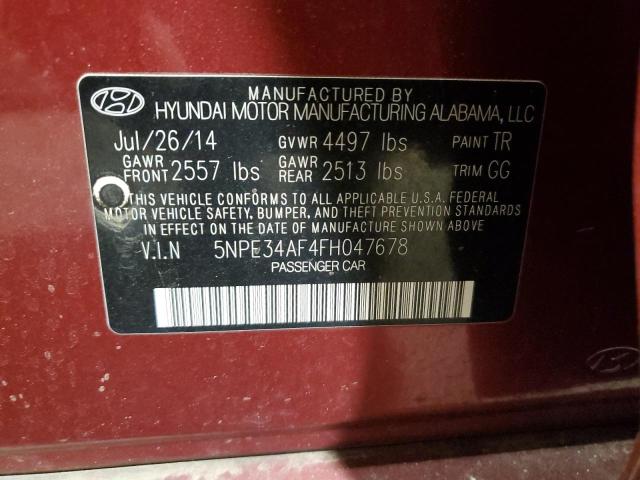 MANUFACTURED BY
HYUNDAI MOTOR MANUFACTURING ALABAMA, LLC
Jul/26/14 GVWR 4497 lbs PAINT TR
GAWR FRONT 2557 lbs GAWR REAR 2513 lbs TRIM GG
THIS VEHICLE CONFORMS TO ALL APPLICABLE U.S.A. FEDERAL
MOTOR VEHICLE SAFETY, BUMPER, AND THEFT PREVENTION STANDARDS
IN EFFECT ON THE DATE OF MANUFACTURE SHOWN ABOVE
V.I.N 5NPE34AF4FH047678
PASSENGER CAR